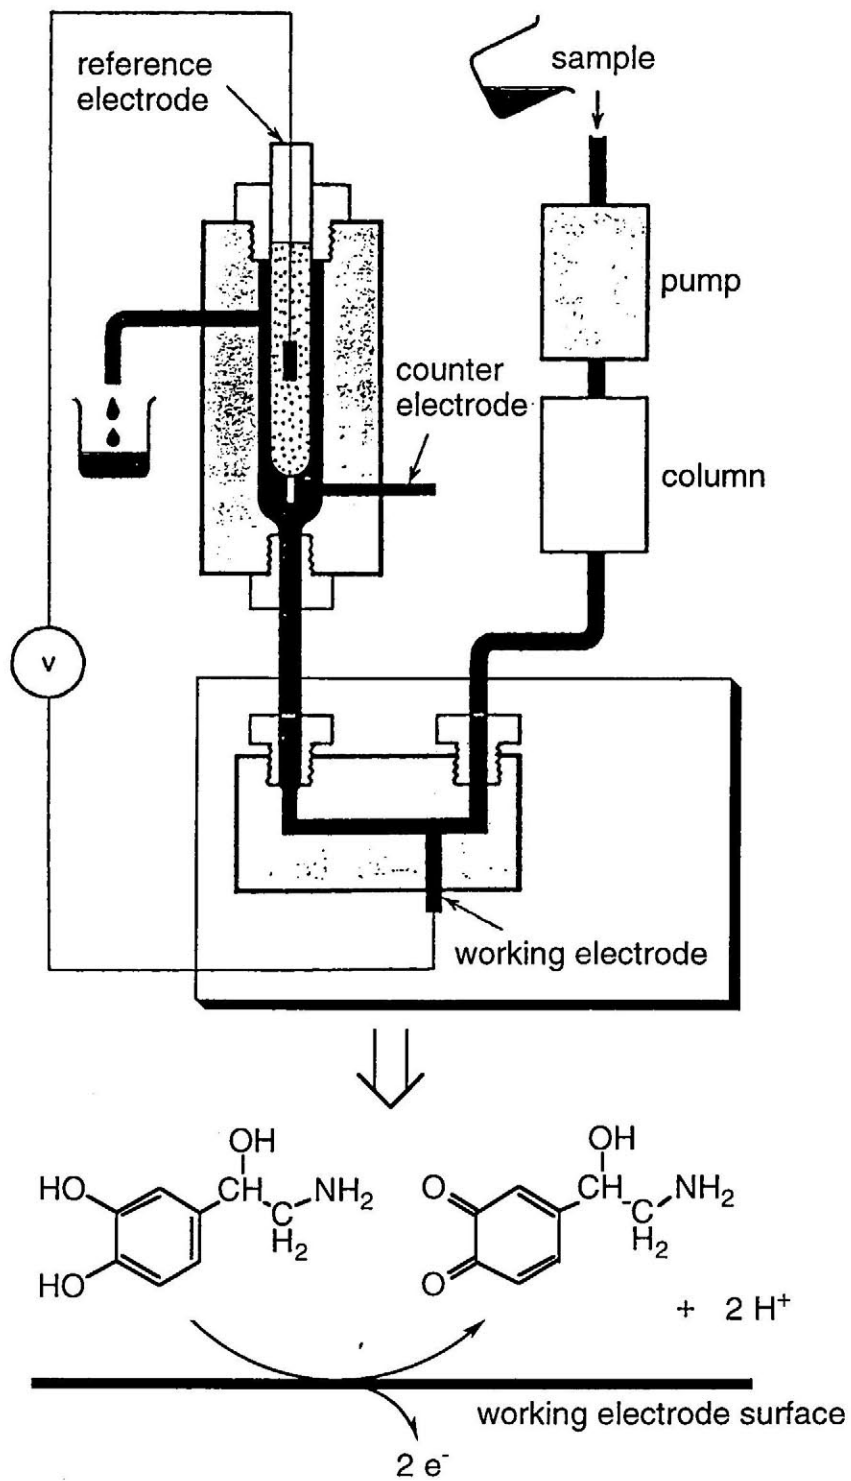 reference
electrode
sample
pump
counter
electrode
column
V
working electrode
OH
HO
CH
NH₂
C
H₂
HO
OH
O
CH
NH₂
C
H₂
O
+ 2 H⁺
working electrode surface
2 e⁻